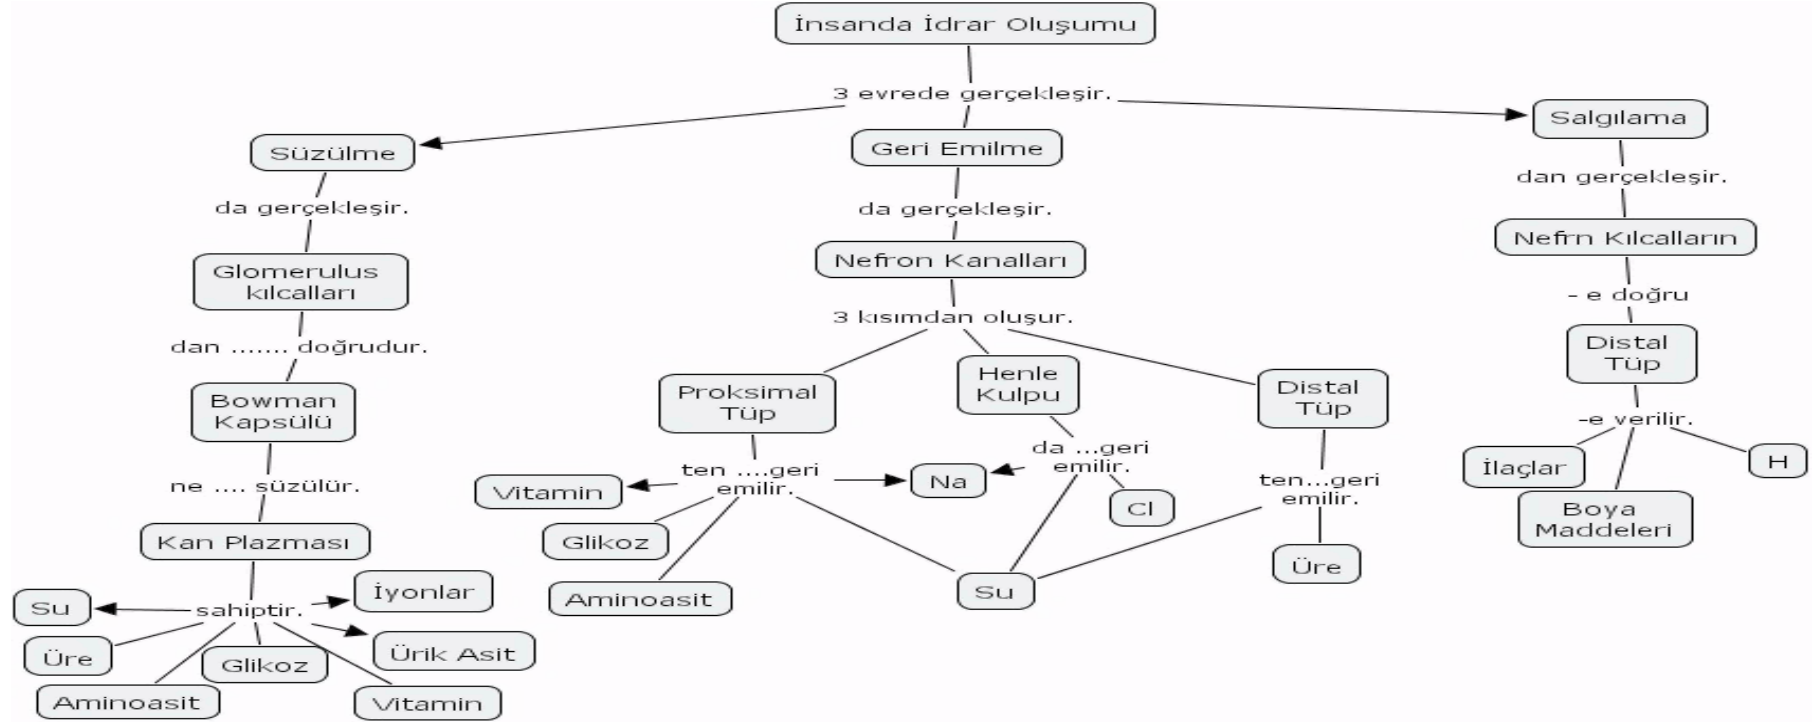 İnsanda İdrar Oluşumu
3 evrede gerçekleşir.
Süzülme
da gerçekleşir.
Glomerulus
kılcalları
dan ....... doğrudur.
Bowman
Kapsülü
ne .... süzülür.
Kan Plazması
sahiptir.
Su
Üre
Aminoasit
Glikoz
Vitamin
Ürik Asit
İyonlar
Geri Emilme
da gerçekleşir.
Nefron Kanalları
3 kısımdan oluşur.
Proksimal
Tüp
ten ....geri
emilir.
Vitamin
Glikoz
Aminoasit
Na
Su
Henle
Kulpu
da ...geri
emilir.
Cl
Distal
Tüp
ten...geri
emilir.
Üre
Salgılama
dan gerçekleşir.
Nefrn Kılcalların
- e doğru
Distal
Tüp
-e verilir.
İlaçlar
Boya
Maddeleri
H